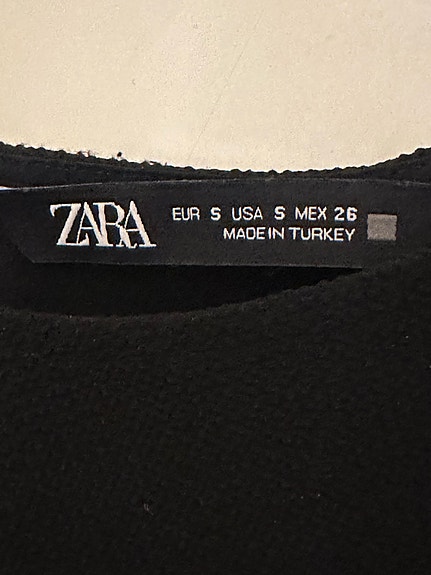 ZARA
EUR S USA S MEX 26
MADE IN TURKEY